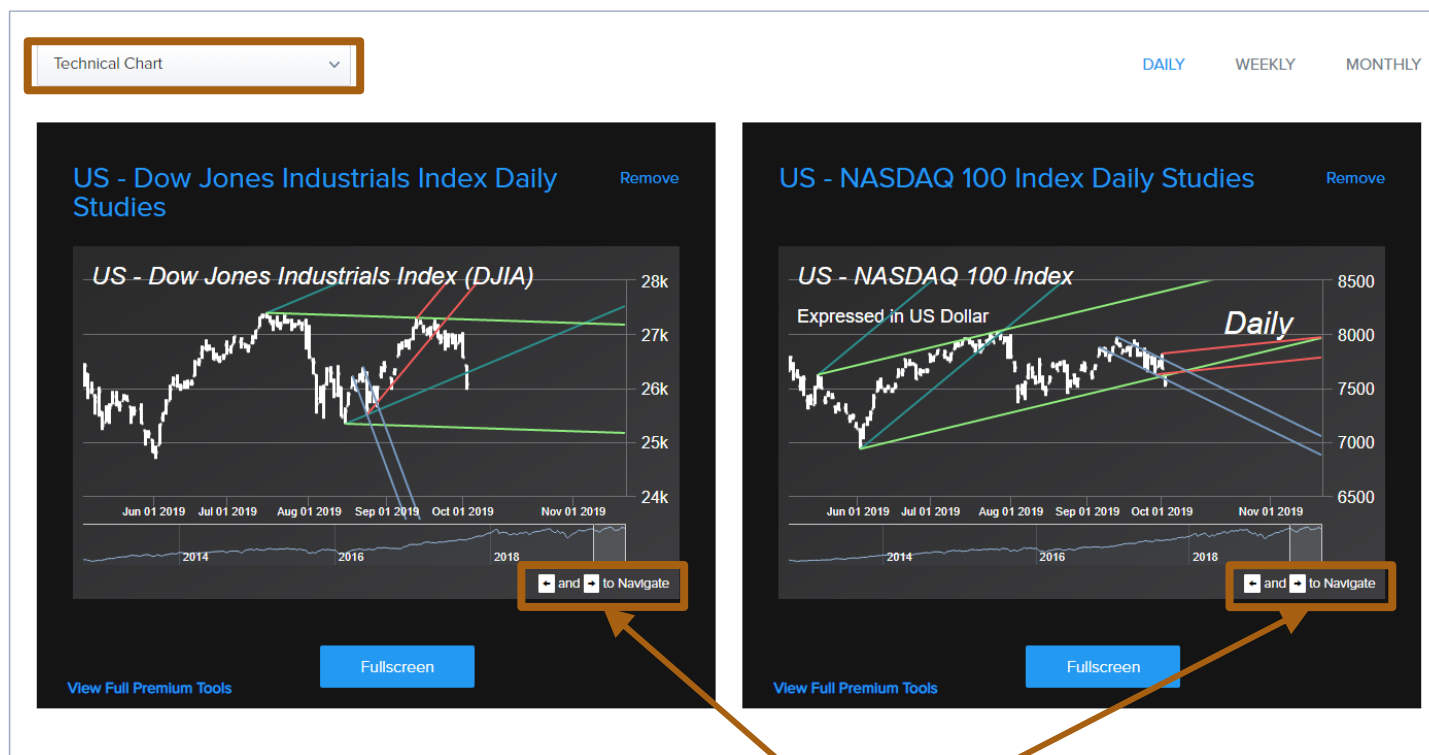 Technical Chart
DAILY WEEKLY MONTHLY
US - Dow Jones Industrials Index Daily
Studies
Remove
US - Dow Jones Industrials Index (DJIA)
28k
27k
26k
25k
24k
Jun 01 2019 Jul 01 2019 Aug 01 2019 Sep 01 2019 Oct 01 2019 Nov 01 2019
2014 2016 2018
← and → to Navigate
Fullscreen
View Full Premium Tools
US - NASDAQ 100 Index Daily Studies
Remove
US - NASDAQ 100 Index
Expressed in US Dollar
Daily
8500
8000
7500
7000
6500
Jun 01 2019 Jul 01 2019 Aug 01 2019 Sep 01 2019 Oct 01 2019 Nov 01 2019
2014 2016 2018
← and → to Navigate
Fullscreen
View Full Premium Tools